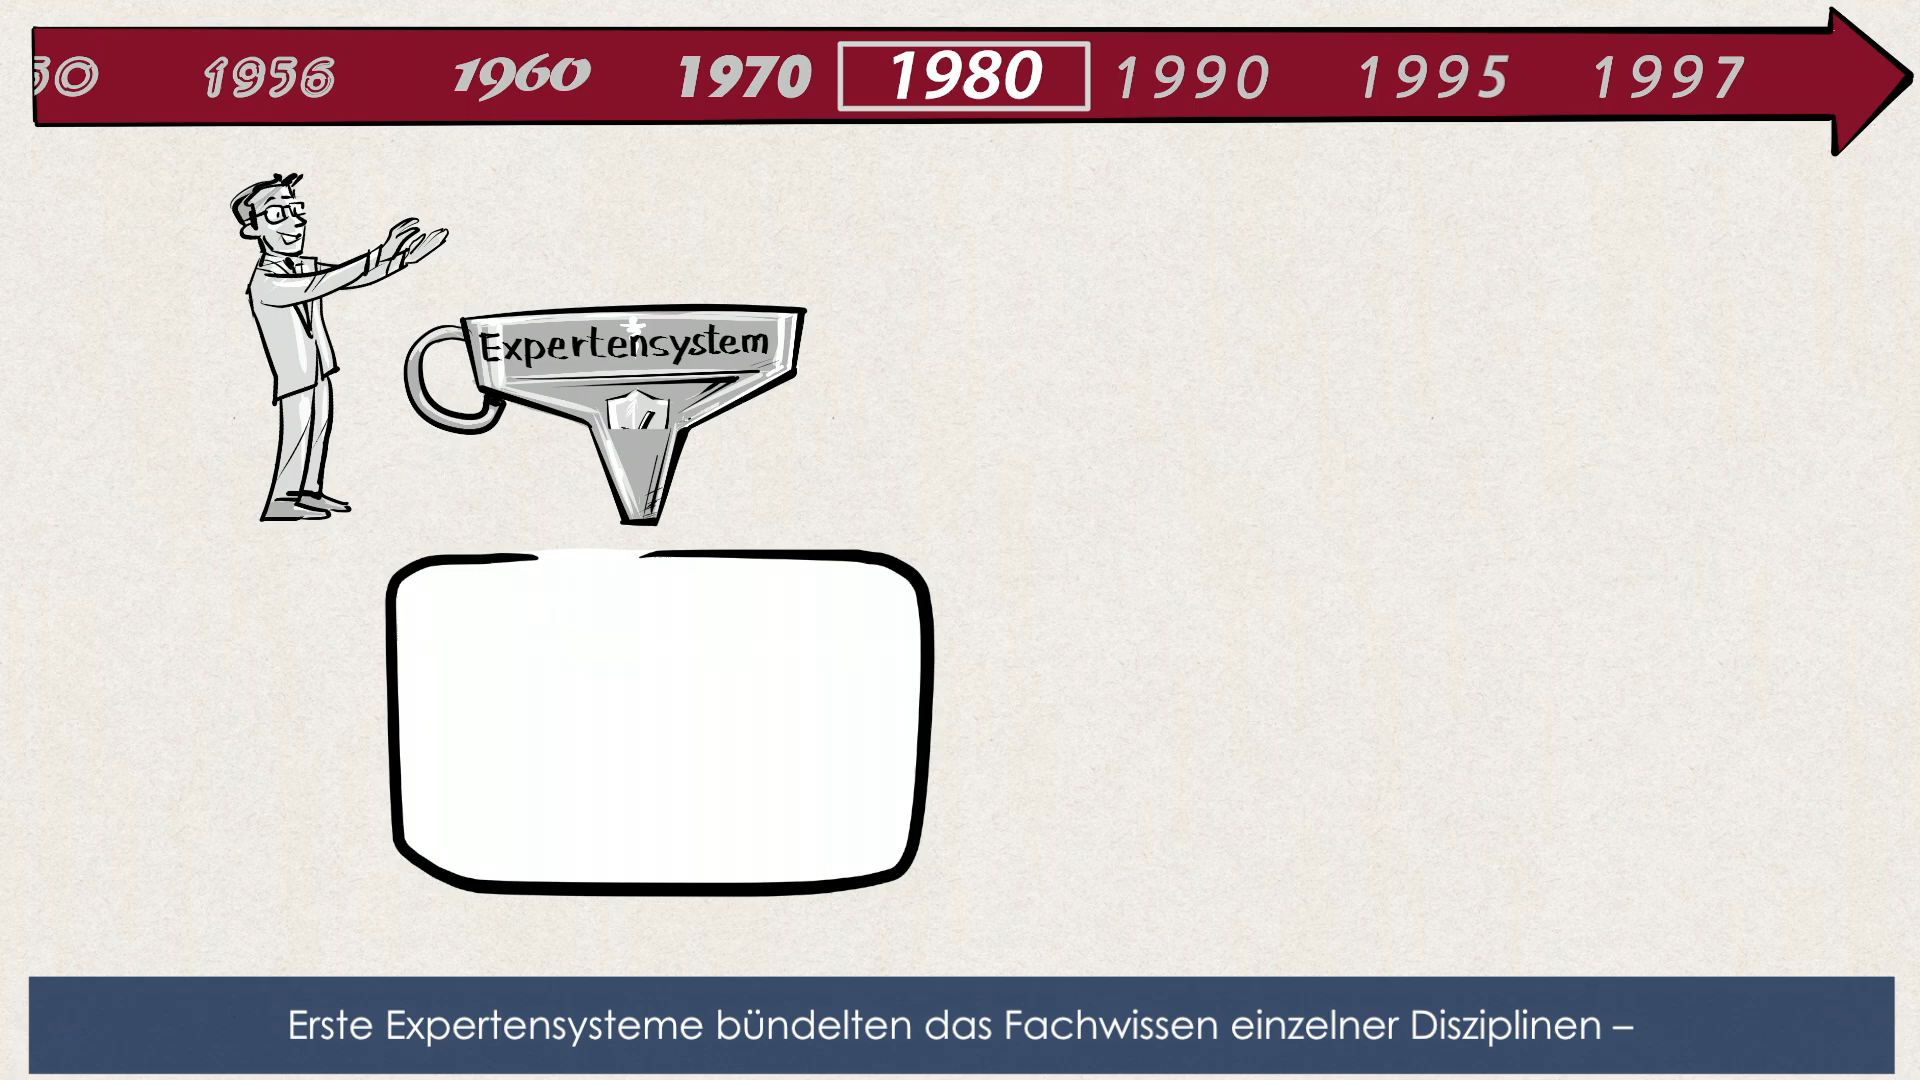 1956 1960 1970 1980 1990 1995 1997
Expertensystem
Erste Expertensysteme bündelten das Fachwissen einzelner Disziplinen –